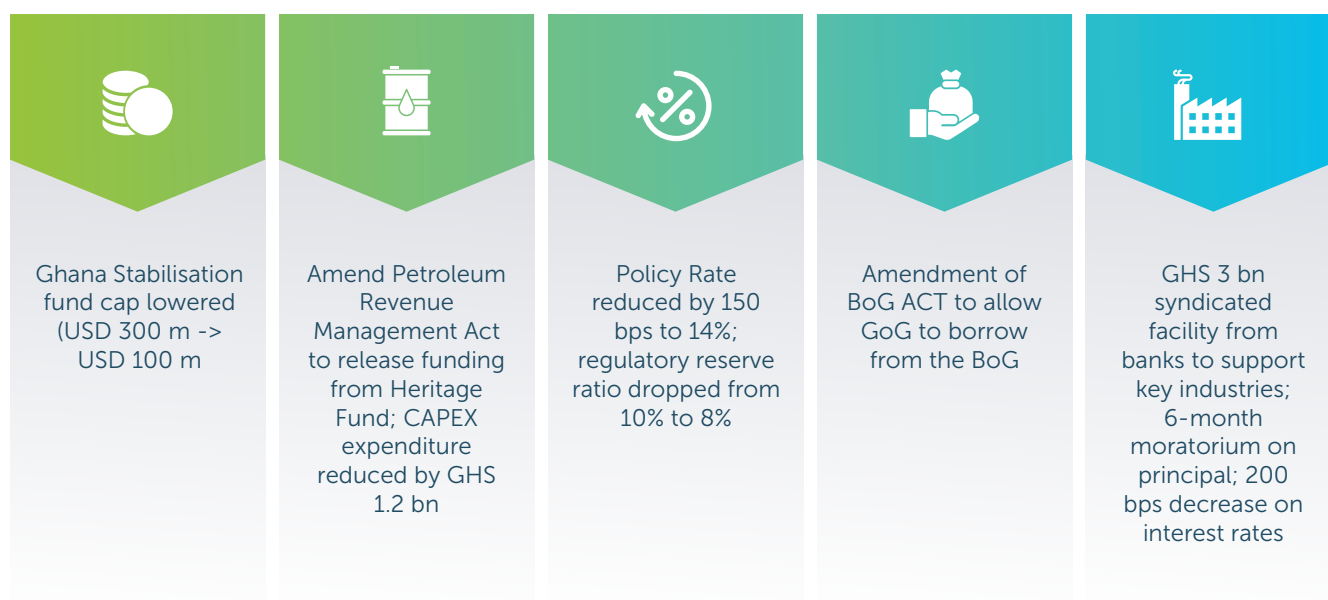 Ghana Stabilisation
fund cap lowered
(USD 300 m ->
USD 100 m
Amend Petroleum
Revenue
Management Act
to release funding
from Heritage
Fund; CAPEX
expenditure
reduced by GHS
1.2 bn
Policy Rate
reduced by 150
bps to 14%;
regulatory reserve
ratio dropped from
10% to 8%
Amendment of
BoG ACT to allow
GoG to borrow
from the BoG
GHS 3 bn
syndicated
facility from
banks to support
key industries;
6-month
moratorium on
principal; 200
bps decrease on
interest rates